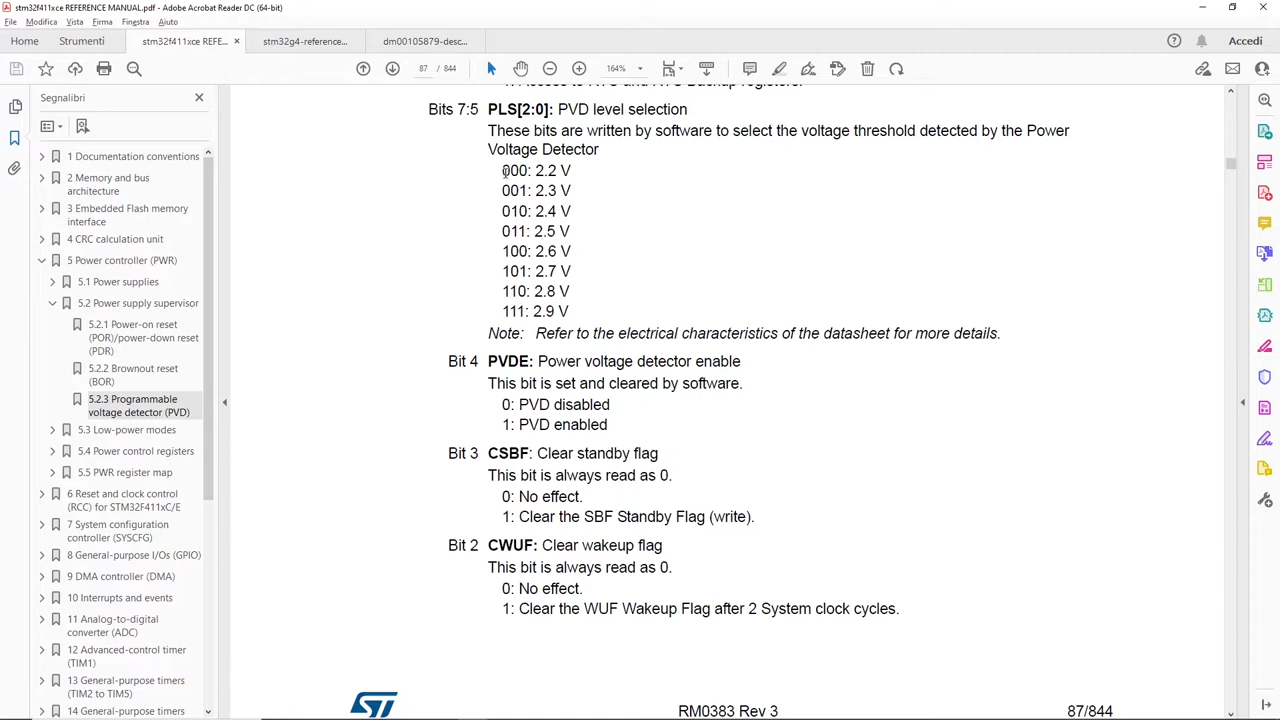 stm32f411xce REFERENCE MANUAL.pdf - Adobe Acrobat Reader DC (64-bit)
File Modifica Vista Firma Finestra Aiuto
Home Strumenti stm32f411xce REFE... × stm32g4-reference... dm00105879-desc...
Accedi
87 / 844 164%
Segnalibri
1 Documentation conventions
2 Memory and bus
architecture
3 Embedded Flash memory
interface
4 CRC calculation unit
5 Power controller (PWR)
5.1 Power supplies
5.2 Power supply supervisor
5.2.1 Power-on reset
(POR)/power-down reset
(PDR)
5.2.2 Brownout reset
(BOR)
5.2.3 Programmable
voltage detector (PVD)
5.3 Low-power modes
5.4 Power control registers
5.5 PWR register map
6 Reset and clock control
(RCC) for STM32F411xC/E
7 System configuration
controller (SYSCFG)
8 General-purpose I/Os (GPIO)
9 DMA controller (DMA)
10 Interrupts and events
11 Analog-to-digital
converter (ADC)
12 Advanced-control timer
(TIM1)
13 General-purpose timers
(TIM2 to TIM5)
14 General-purpose timers
Bits 7:5 PLS[2:0]: PVD level selection
These bits are written by software to select the voltage threshold detected by the Power
Voltage Detector
000: 2.2 V
001: 2.3 V
010: 2.4 V
011: 2.5 V
100: 2.6 V
101: 2.7 V
110: 2.8 V
111: 2.9 V
Note: Refer to the electrical characteristics of the datasheet for more details.
Bit 4 PVDE: Power voltage detector enable
This bit is set and cleared by software.
0: PVD disabled
1: PVD enabled
Bit 3 CSBF: Clear standby flag
This bit is always read as 0.
0: No effect.
1: Clear the SBF Standby Flag (write).
Bit 2 CWUF: Clear wakeup flag
This bit is always read as 0.
0: No effect.
1: Clear the WUF Wakeup Flag after 2 System clock cycles.
ST RM0383 Rev 3 87/844